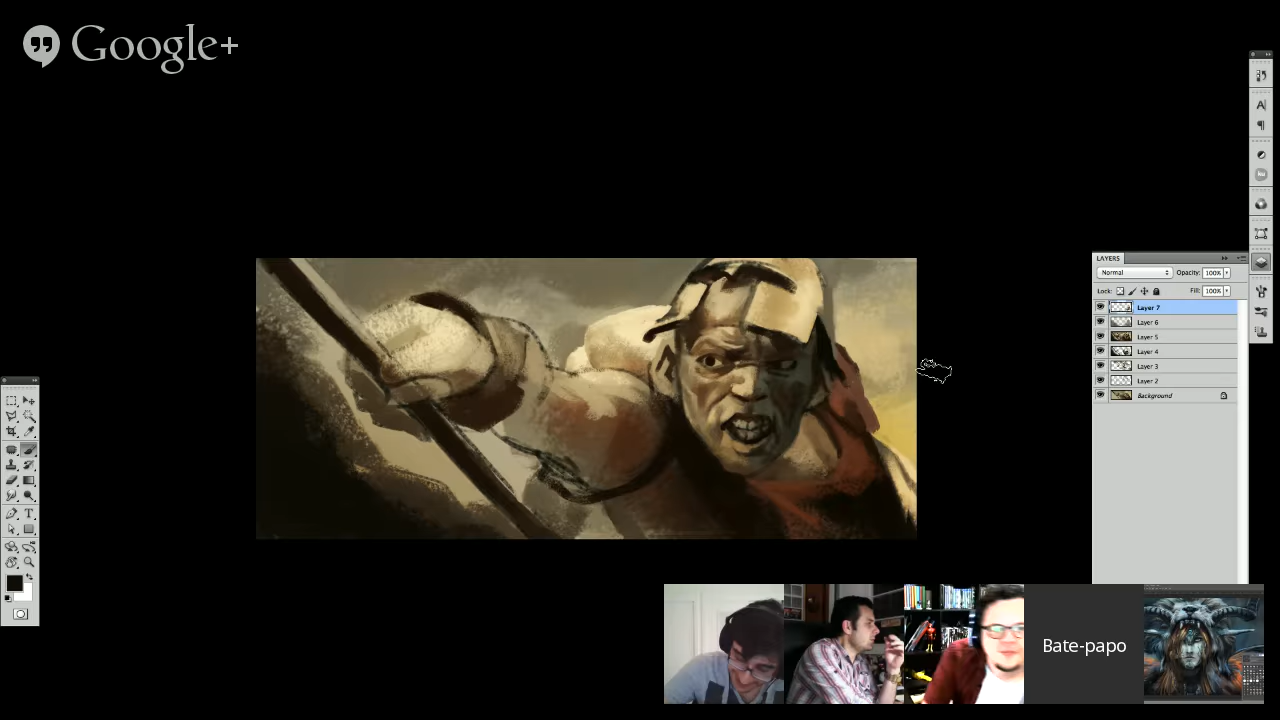 Google+
LAYERS
Normal
Opacity: 100%
Lock:
Fill: 100%
Layer 7
Layer 6
Layer 5
Layer 4
Layer 3
Layer 2
Background
Bate-papo